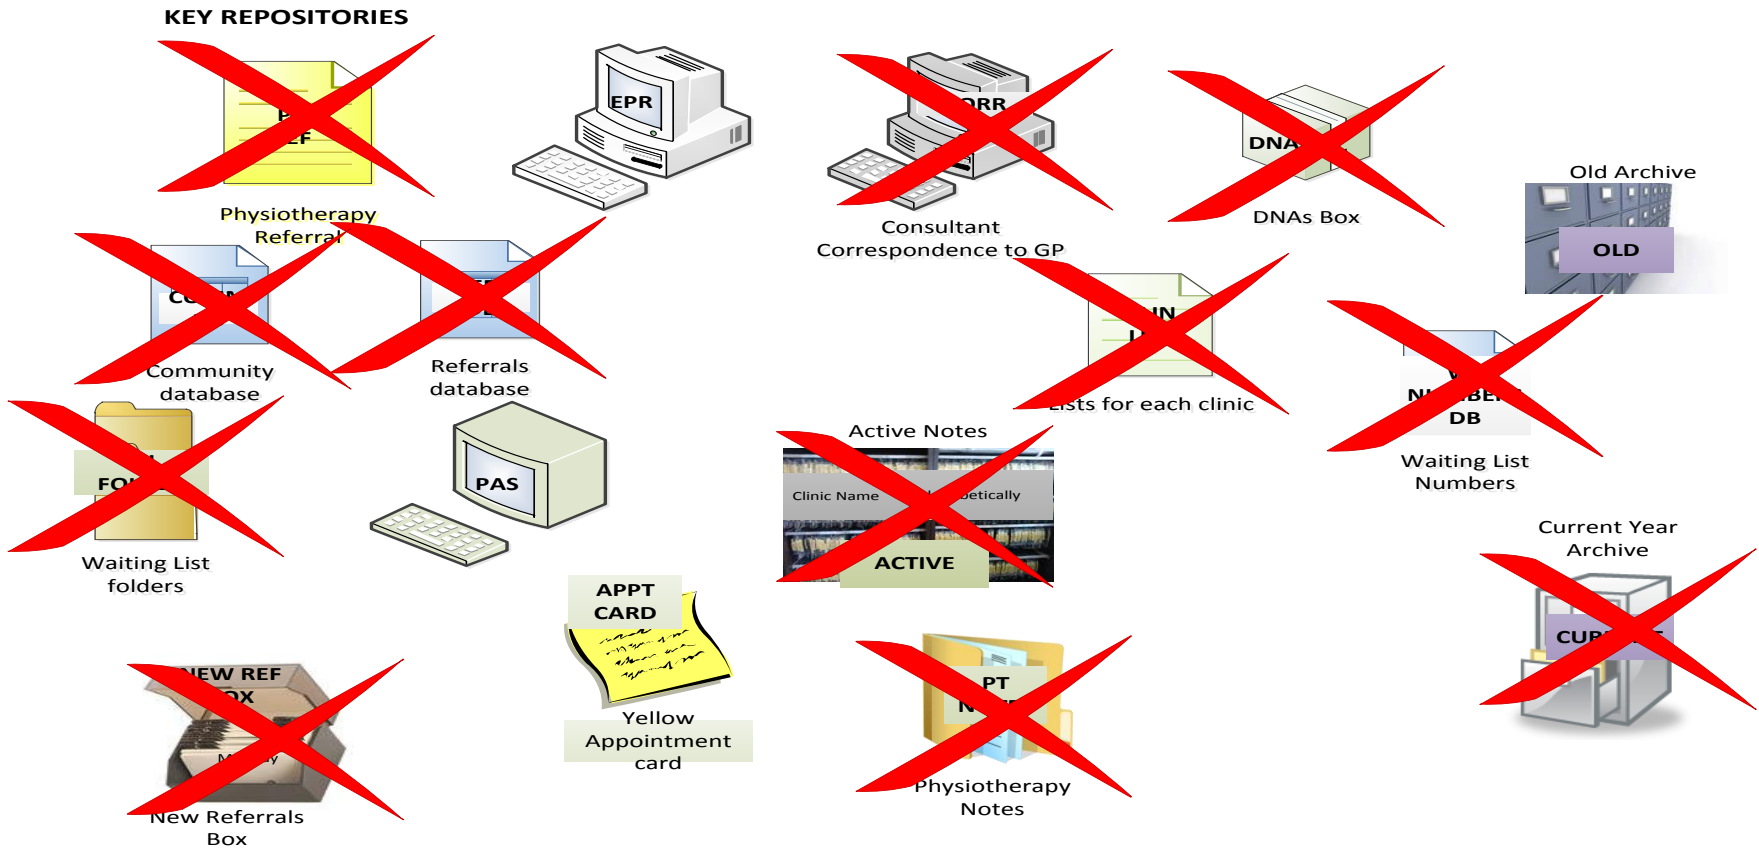 KEY REPOSITORIES
Physiotherapy
Referral
EPR
Consultant
Correspondence to GP
DNAs Box
Old Archive
OLD
Community
database
Referrals
database
Lists for each clinic
DB
Waiting List
Numbers
Waiting List
folders
PAS
Active Notes
Clinic Name
ACTIVE
Current Year
Archive
APPT
CARD
Yellow
Appointment
card
NEW REF
New Referrals
Box
PT
Physiotherapy
Notes